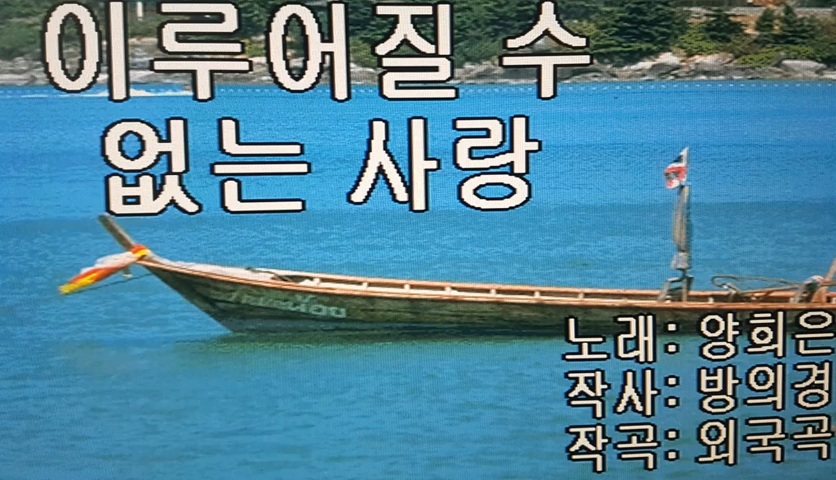 이루어질 수
없는 사랑
노래: 양희은
작사: 방의경
작곡: 외국곡